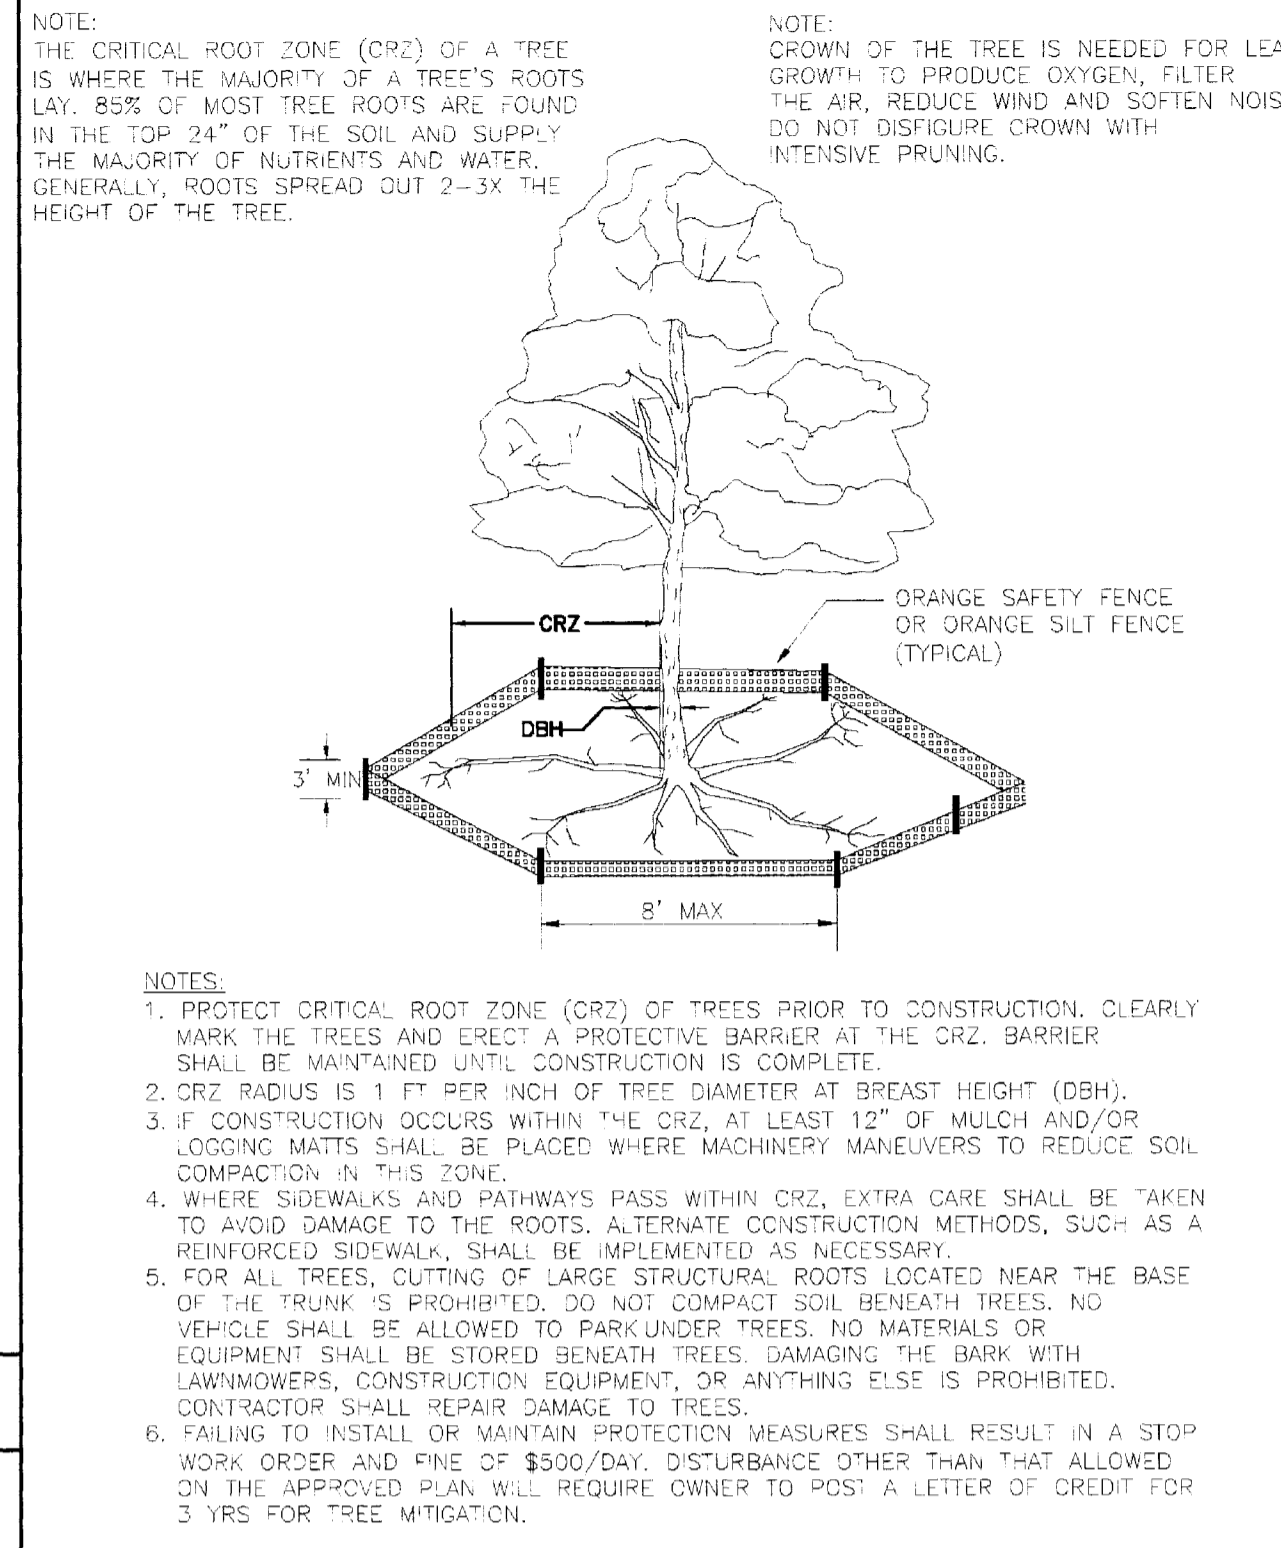 NOTE:
THE CRITICAL ROOT ZONE (CRZ) OF A TREE
IS WHERE THE MAJORITY OF A TREE'S ROOTS
LAY. 85% OF MOST TREE ROOTS ARE FOUND
IN THE TOP 24" OF THE SOIL AND SUPPLY
THE MAJORITY OF NUTRIENTS AND WATER.
GENERALLY, ROOTS SPREAD OUT 2-3X THE
HEIGHT OF THE TREE.
NOTE:
CROWN OF THE TREE IS NEEDED FOR LEA
GROWTH TO PRODUCE OXYGEN, FILTER
THE AIR, REDUCE WIND AND SOFTEN NOIS
DO NOT DISFIGURE CROWN WITH
INTENSIVE PRUNING.
ORANGE SAFETY FENCE
OR ORANGE SILT FENCE
(TYPICAL)
CRZ
DBH
3' MIN
8' MAX
NOTES:
1. PROTECT CRITICAL ROOT ZONE (CRZ) OF TREES PRIOR TO CONSTRUCTION. CLEARLY
MARK THE TREES AND ERECT A PROTECTIVE BARRIER AT THE CRZ. BARRIER
SHALL BE MAINTAINED UNTIL CONSTRUCTION IS COMPLETE.
2. CRZ RADIUS IS 1 FT PER INCH OF TREE DIAMETER AT BREAST HEIGHT (DBH).
3. IF CONSTRUCTION OCCURS WITHIN THE CRZ, AT LEAST 12" OF MULCH AND/OR
LOGGING MATTS SHALL BE PLACED WHERE MACHINERY MANEUVERS TO REDUCE SOIL
COMPACTION IN THIS ZONE.
4. WHERE SIDEWALKS AND PATHWAYS PASS WITHIN CRZ, EXTRA CARE SHALL BE TAKEN
TO AVOID DAMAGE TO THE ROOTS. ALTERNATE CONSTRUCTION METHODS, SUCH AS A
REINFORCED SIDEWALK, SHALL BE IMPLEMENTED AS NECESSARY.
5. FOR ALL TREES, CUTTING OF LARGE STRUCTURAL ROOTS LOCATED NEAR THE BASE
OF THE TRUNK IS PROHIBITED. DO NOT COMPACT SOIL BENEATH TREES. NO
VEHICLE SHALL BE ALLOWED TO PARK UNDER TREES. NO MATERIALS OR
EQUIPMENT SHALL BE STORED BENEATH TREES. DAMAGING THE BARK WITH
LAWNMOWERS, CONSTRUCTION EQUIPMENT, OR ANYTHING ELSE IS PROHIBITED.
CONTRACTOR SHALL REPAIR DAMAGE TO TREES.
6. FAILING TO INSTALL OR MAINTAIN PROTECTION MEASURES SHALL RESULT IN A STOP
WORK ORDER AND FINE OF $500/DAY. DISTURBANCE OTHER THAN THAT ALLOWED
ON THE APPROVED PLAN WILL REQUIRE OWNER TO POST A LETTER OF CREDIT FOR
3 YRS FOR TREE MITIGATION.